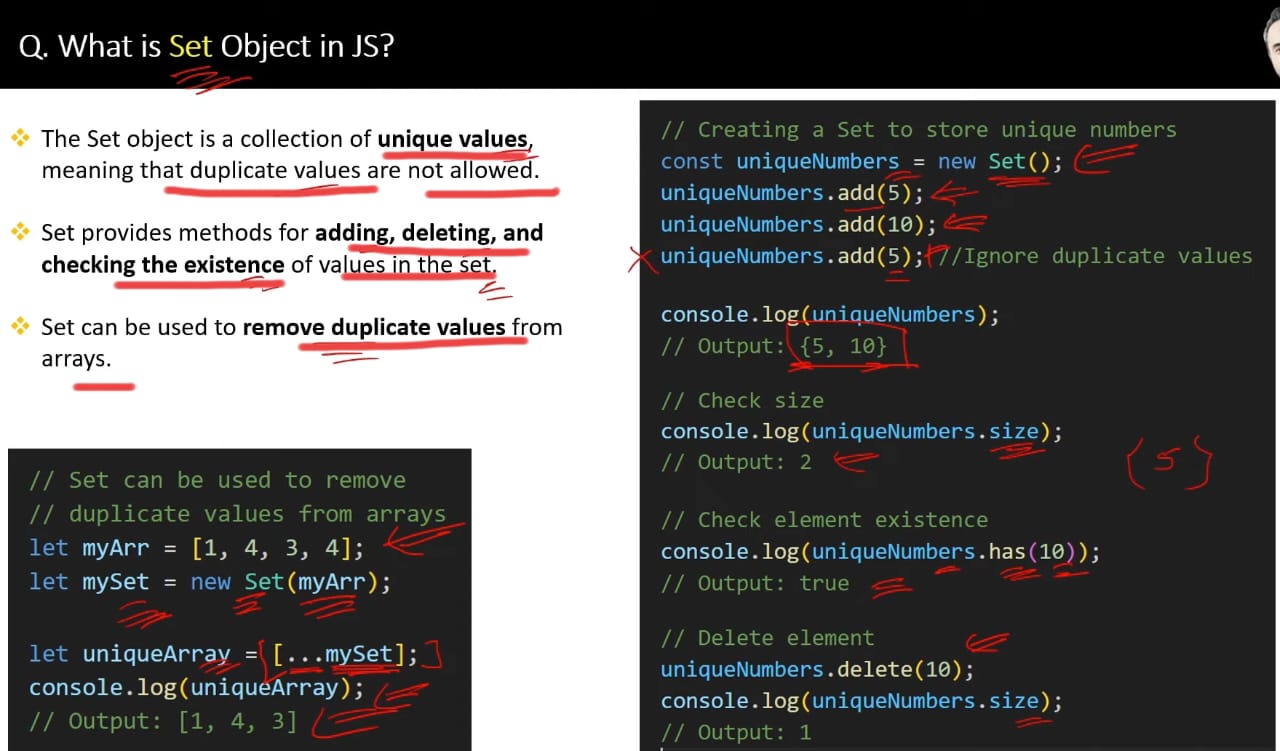 Q. What is Set Object in JS?
❖ The Set object is a collection of unique values,
meaning that duplicate values are not allowed.
❖ Set provides methods for adding, deleting, and
checking the existence of values in the set.
❖ Set can be used to remove duplicate values from
arrays.
// Set can be used to remove
// duplicate values from arrays
let myArr = [1, 4, 3, 4];
let mySet = new Set(myArr);
let uniqueArray = [...mySet];
console.log(uniqueArray);
// Output: [1, 4, 3]
// Creating a Set to store unique numbers
const uniqueNumbers = new Set();
uniqueNumbers.add(5);
uniqueNumbers.add(10);
uniqueNumbers.add(5); //Ignore duplicate values
console.log(uniqueNumbers);
// Output: {5, 10}
// Check size
console.log(uniqueNumbers.size);
// Output: 2
{5}
// Check element existence
console.log(uniqueNumbers.has(10));
// Output: true
// Delete element
uniqueNumbers.delete(10);
console.log(uniqueNumbers.size);
// Output: 1